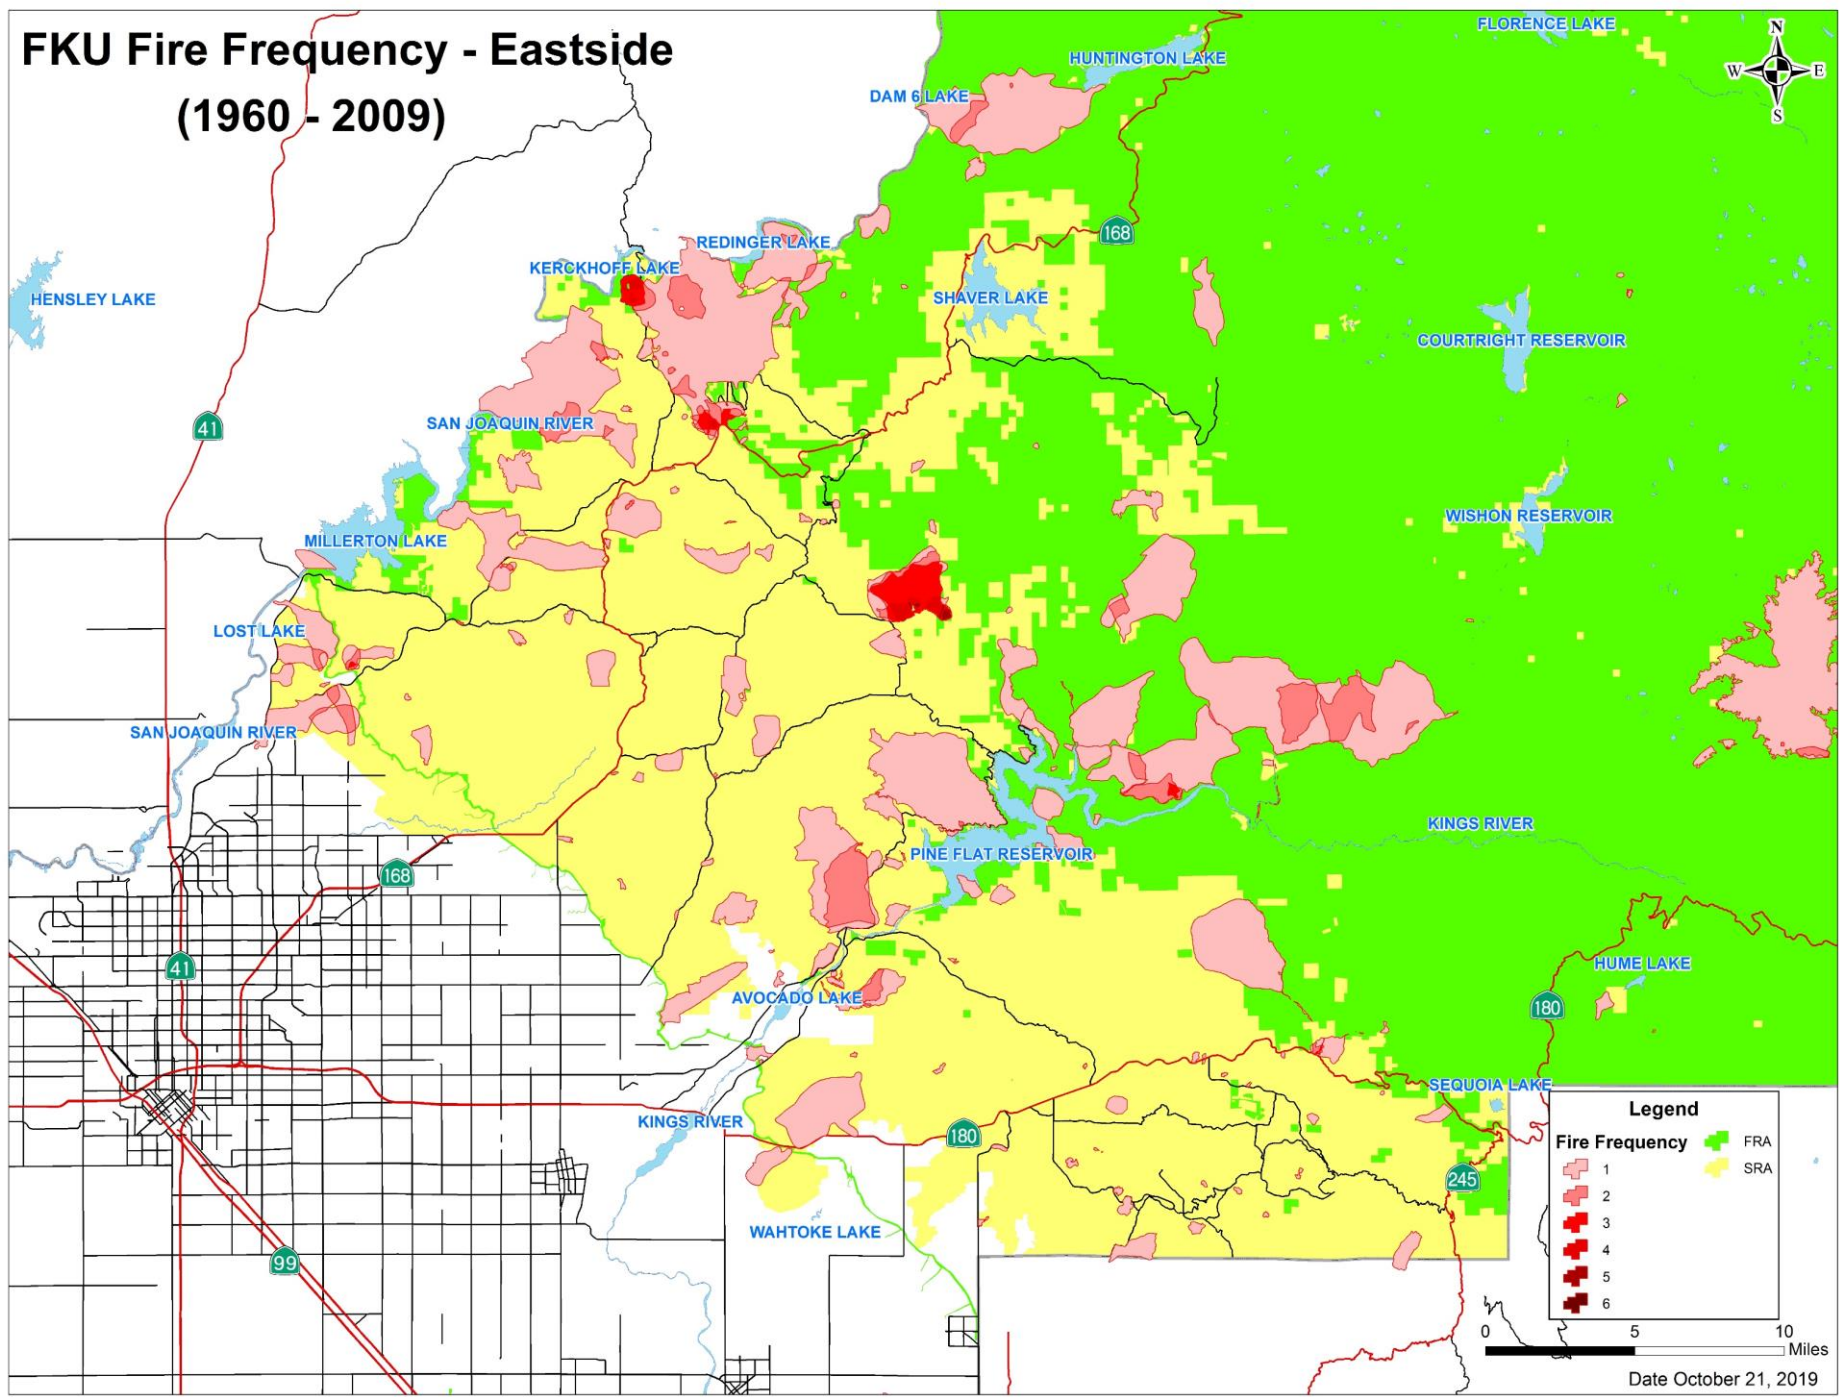 FKU Fire Frequency - Eastside
(1960 - 2009)
FLORENCE LAKE
N
W E
S
HUNTINGTON LAKE
DAM 6 LAKE
168
REDINGER LAKE
KERCKHOFF LAKE
HENSLEY LAKE
SHAVER LAKE
COURTRIGHT RESERVOIR
41
SAN JOAQUIN RIVER
WISHON RESERVOIR
MILLERTON LAKE
LOST LAKE
SAN JOAQUIN RIVER
KINGS RIVER
PINE FLAT RESERVOIR
168
41
HUME LAKE
AVOCADO LAKE
180
SEQUOIA LAKE
KINGS RIVER
180
245
WAHTOKE LAKE
99
Legend
Fire Frequency
1
2
3
4
5
6
FRA
SRA
0 5 10
Miles
Date October 21, 2019